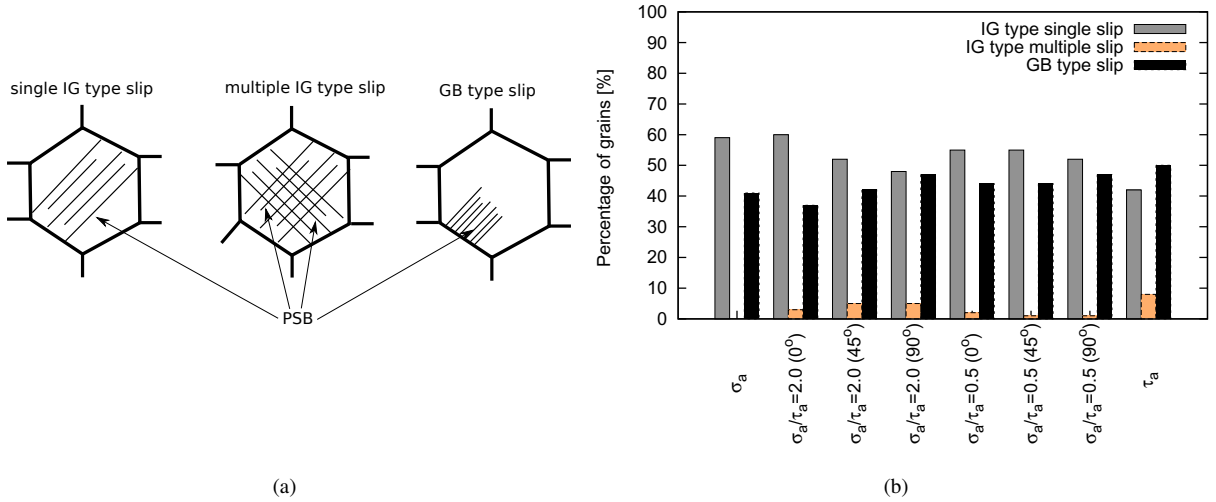 single IG type slip
multiple IG type slip
GB type slip
PSB
(a)
Percentage of grains [%]
100
90
80
70
60
50
40
30
20
10
0
IG type single slip
IG type multiple slip
GB type slip
σa
σa/τa=2.0 (0°)
σa/τa=2.0 (45°)
σa/τa=2.0 (90°)
σa/τa=0.5 (0°)
σa/τa=0.5 (45°)
σa/τa=0.5 (90°)
τa
(b)